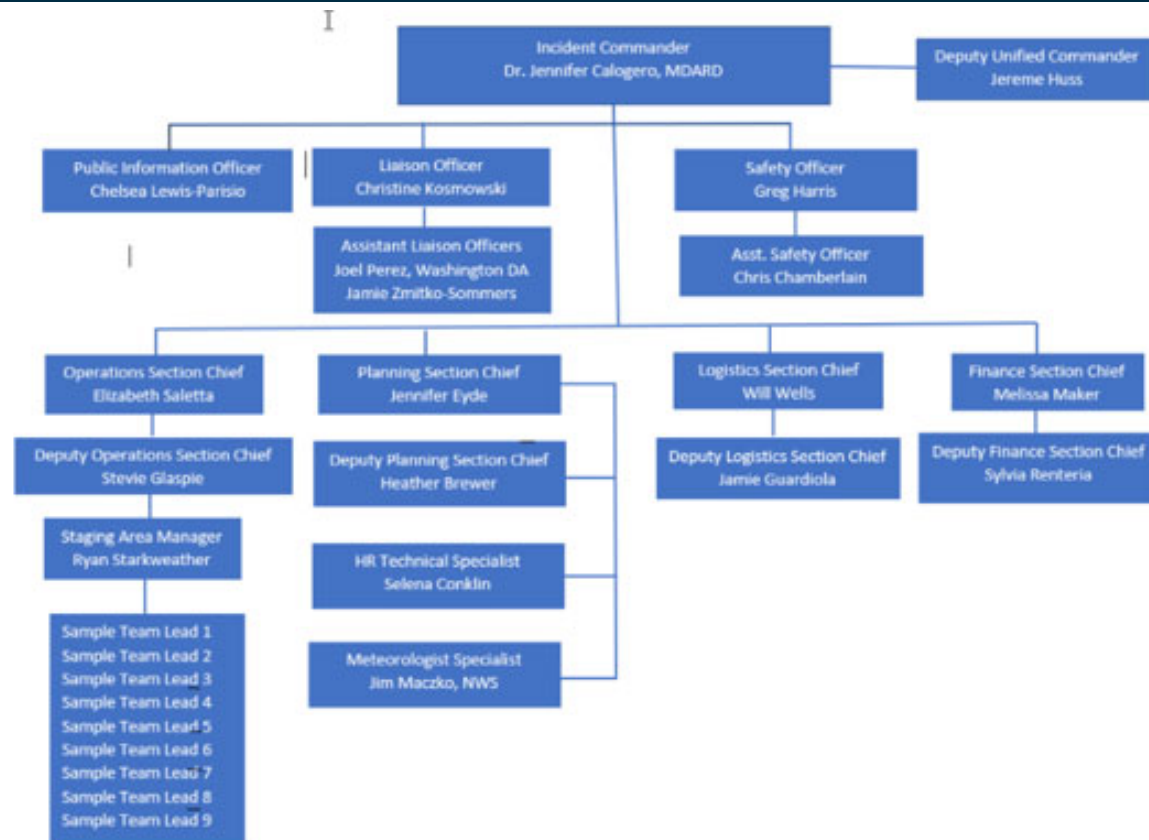 Incident Commander
Dr. Jennifer Calogero, MDARD
Deputy Unified Commander
Jereme Huss
Public Information Officer
Chelsea Lewis-Parisio
Liaison Officer
Christine Kosmowski
Safety Officer
Greg Harris
Assistant Liaison Officers
Joel Perez, Washington DA
Jamie Zmitko-Sommers
Asst. Safety Officer
Chris Chamberlain
Operations Section Chief
Elizabeth Saletta
Planning Section Chief
Jennifer Eyde
Logistics Section Chief
Will Wells
Finance Section Chief
Melissa Maker
Deputy Operations Section Chief
Stevie Glaspie
Deputy Planning Section Chief
Heather Brewer
Deputy Logistics Section Chief
Jamie Guardiola
Deputy Finance Section Chief
Sylvia Renteria
Staging Area Manager
Ryan Starkweather
HR Technical Specialist
Selena Conklin
Sample Team Lead 1
Sample Team Lead 2
Sample Team Lead 3
Sample Team Lead 4
Sample Team Lead 5
Sample Team Lead 6
Sample Team Lead 7
Sample Team Lead 8
Sample Team Lead 9
Meteorologist Specialist
Jim Maczko, NWS